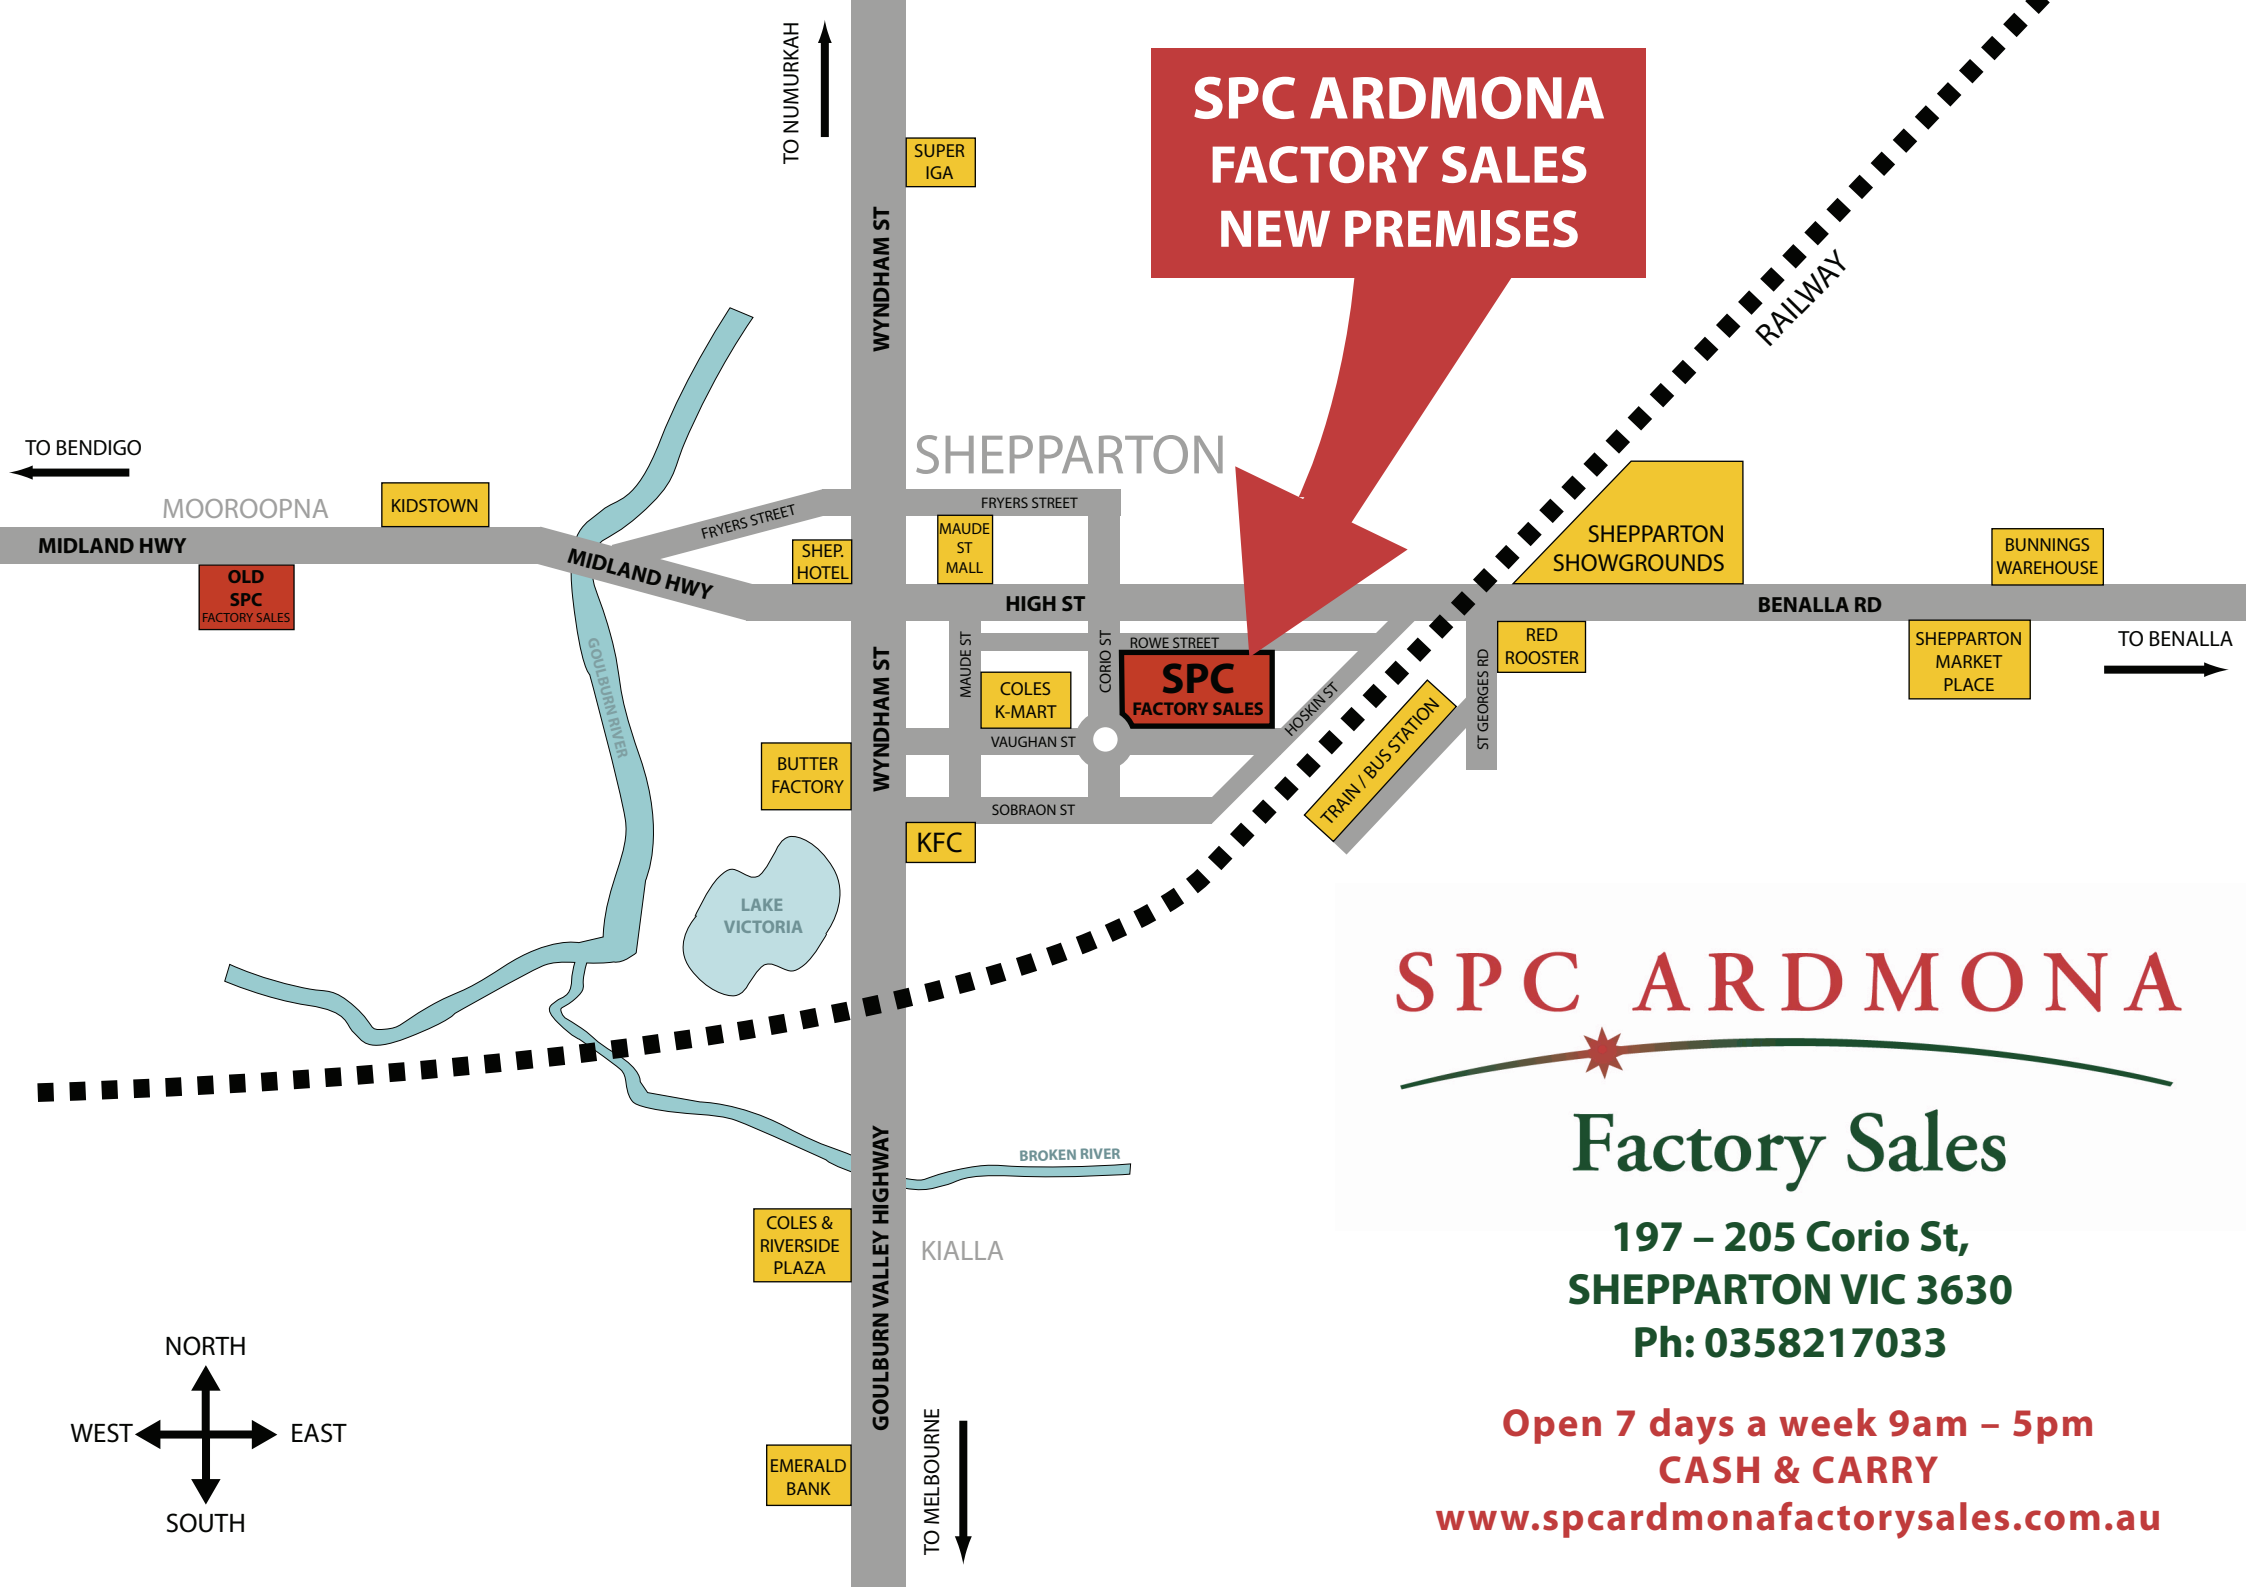 TO NUMURKAH
SPC ARDMONA
FACTORY SALES
NEW PREMISES
SUPER
IGA
WYNDHAM ST
RAILWAY
TO BENDIGO
SHEPPARTON
MOOROOPNA
KIDSTOWN
FRYERS STREET
FRYERS STREET
MIDLAND HWY
MIDLAND HWY
OLD
SPC
FACTORY SALES
SHEP.
HOTEL
MAUDE
ST
MALL
SHEPPARTON
SHOWGROUNDS
BUNNINGS
WAREHOUSE
HIGH ST
BENALLA RD
GOULBURN RIVER
WYNDHAM ST
MAUDE ST
CORIO ST
ROWE STREET
SPC
FACTORY SALES
COLES
K-MART
HOSKIN ST
ST GEORGES RD
RED
ROOSTER
SHEPPARTON
MARKET
PLACE
TO BENALLA
TRAIN / BUS STATION
VAUGHAN ST
BUTTER
FACTORY
SOBRAON ST
KFC
LAKE
VICTORIA
BROKEN RIVER
GOULBURN VALLEY HIGHWAY
COLES &
RIVERSIDE
PLAZA
KIALLA
EMERALD
BANK
TO MELBOURNE
NORTH
WEST
EAST
SOUTH
SPC ARDMONA
Factory Sales
197 – 205 Corio St,
SHEPPARTON VIC 3630
Ph: 0358217033
Open 7 days a week 9am – 5pm
CASH & CARRY
www.spcardmonafactorysales.com.au